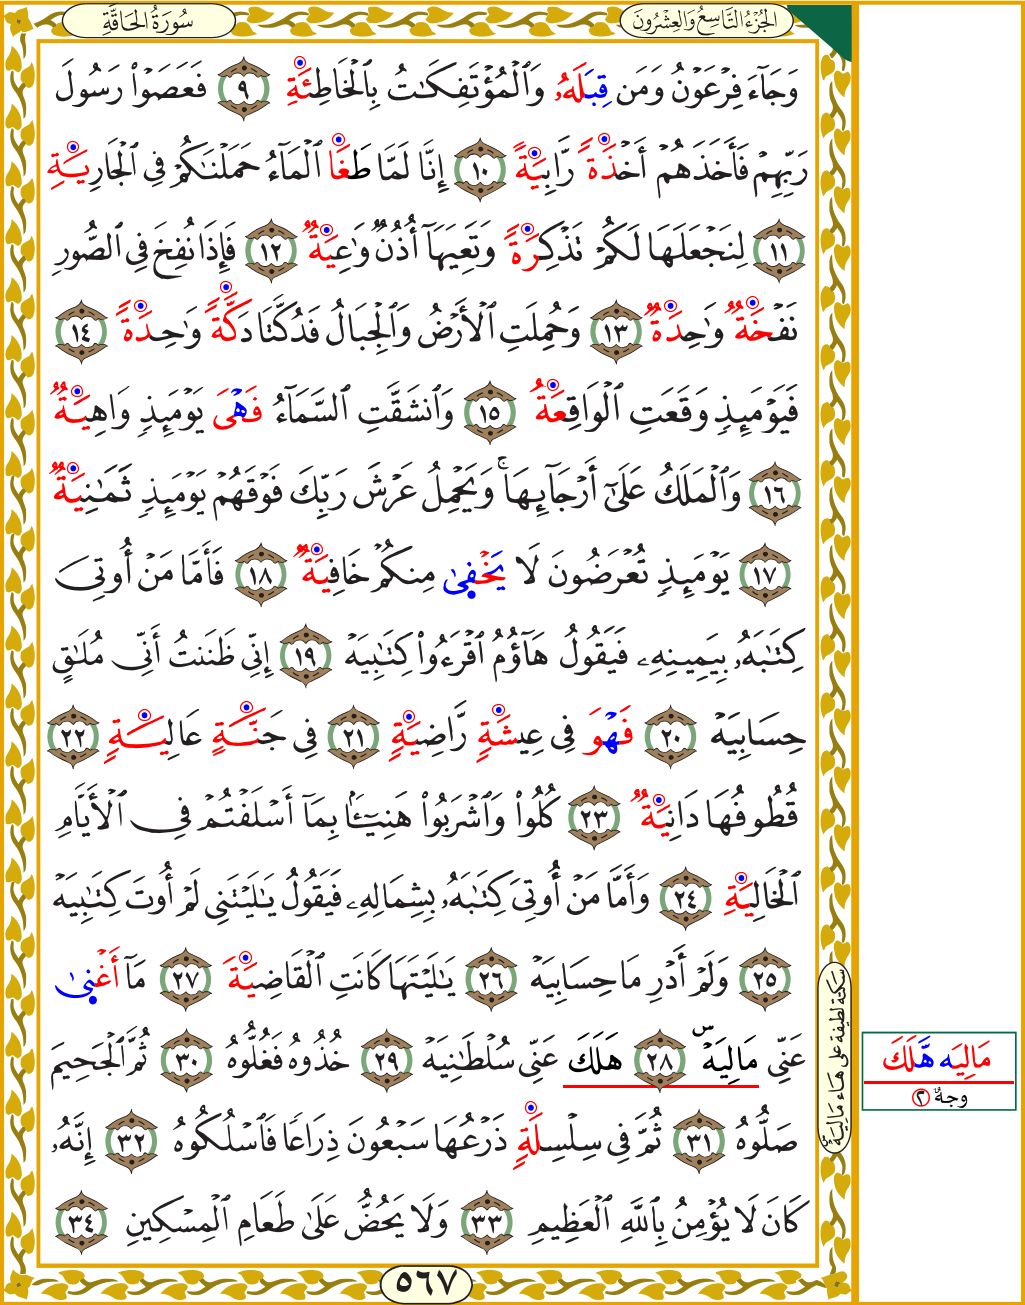 سُورَةُ الحَاقَّةِ
الجُزْءُ التَّاسِعُ وَالعِشْرُونَ
وَجَآءَ فِرْعَوْنُ وَمَن قِبَلَهُۥ وَٱلْمُؤْتَفِكَٰتُ بِٱلْخَاطِئَةِ ٩ فَعَصَوْا۟ رَسُولَ
رَبِّهِمْ فَأَخَذَهُمْ أَخْذَةً رَّابِيَةً ١٠ إِنَّا لَمَّا طَغَا ٱلْمَآءُ حَمَلْنَٰكُمْ فِى ٱلْجَارِيَةِ
١١ لِنَجْعَلَهَا لَكُمْ تَذْكِرَةً وَتَعِيَهَآ أُذُنٌ وَٰعِيَةٌ ١٢ فَإِذَا نُفِخَ فِى ٱلصُّورِ
نَفْخَةٌ وَٰحِدَةٌ ١٣ وَحُمِلَتِ ٱلْأَرْضُ وَٱلْجِبَالُ فَدُكَّتَا دَكَّةً وَٰحِدَةً ١٤
فَيَوْمَئِذٍ وَقَعَتِ ٱلْوَاقِعَةُ ١٥ وَٱنشَقَّتِ ٱلسَّمَآءُ فَهْىَ يَوْمَئِذٍ وَاهِيَةٌ
١٦ وَٱلْمَلَكُ عَلَىٰٓ أَرْجَآئِهَا ۚ وَيَحْمِلُ عَرْشَ رَبِّكَ فَوْقَهُمْ يَوْمَئِذٍ ثَمَٰنِيَةٌ
١٧ يَوْمَئِذٍ تُعْرَضُونَ لَا يَخْفىٰ مِنكُمْ خَافِيَةٌ ١٨ فَأَمَّا مَنْ أُوتِىَ
كِتَٰبَهُۥ بِيَمِينِهِۦ فَيَقُولُ هَآؤُمُ ٱقْرَءُوا۟ كِتَٰبِيَهْ ١٩ إِنِّى ظَنَنتُ أَنِّى مُلَٰقٍ
حِسَابِيَهْ ٢٠ فَهْوَ فِى عِيشَةٍ رَّاضِيَةٍ ٢١ فِى جَنَّةٍ عَالِيَةٍ ٢٢
قُطُوفُهَا دَانِيَةٌ ٢٣ كُلُوا۟ وَٱشْرَبُوا۟ هَنِيٓـًٔۢا بِمَآ أَسْلَفْتُمْ فِى ٱلْأَيَّامِ
ٱلْخَالِيَةِ ٢٤ وَأَمَّا مَنْ أُوتِىَ كِتَٰبَهُۥ بِشِمَالِهِۦ فَيَقُولُ يَٰلَيْتَنِى لَمْ أُوتَ كِتَٰبِيَهْ
٢٥ وَلَمْ أَدْرِ مَا حِسَابِيَهْ ٢٦ يَٰلَيْتَهَا كَانَتِ ٱلْقَاضِيَةَ ٢٧ مَآ أَغْنىٰ
عَنِّى مَالِيَهْ ۜ ٢٨ هَلَكَ عَنِّى سُلْطَٰنِيَهْ ٢٩ خُذُوهُ فَغُلُّوهُ ٣٠ ثُمَّ ٱلْجَحِيمَ
صَلُّوهُ ٣١ ثُمَّ فِى سِلْسِلَةٍ ذَرْعُهَا سَبْعُونَ ذِرَاعًا فَٱسْلُكُوهُ ٣٢ إِنَّهُۥ
كَانَ لَا يُؤْمِنُ بِٱللَّهِ ٱلْعَظِيمِ ٣٣ وَلَا يَحُضُّ عَلَىٰ طَعَامِ ٱلْمِسْكِينِ ٣٤
سكتة لطيفة على هاء مَالِيَهْ ۜ
مَالِيَه هَّلَكَ
وجهٌ ٢
٥٦٧